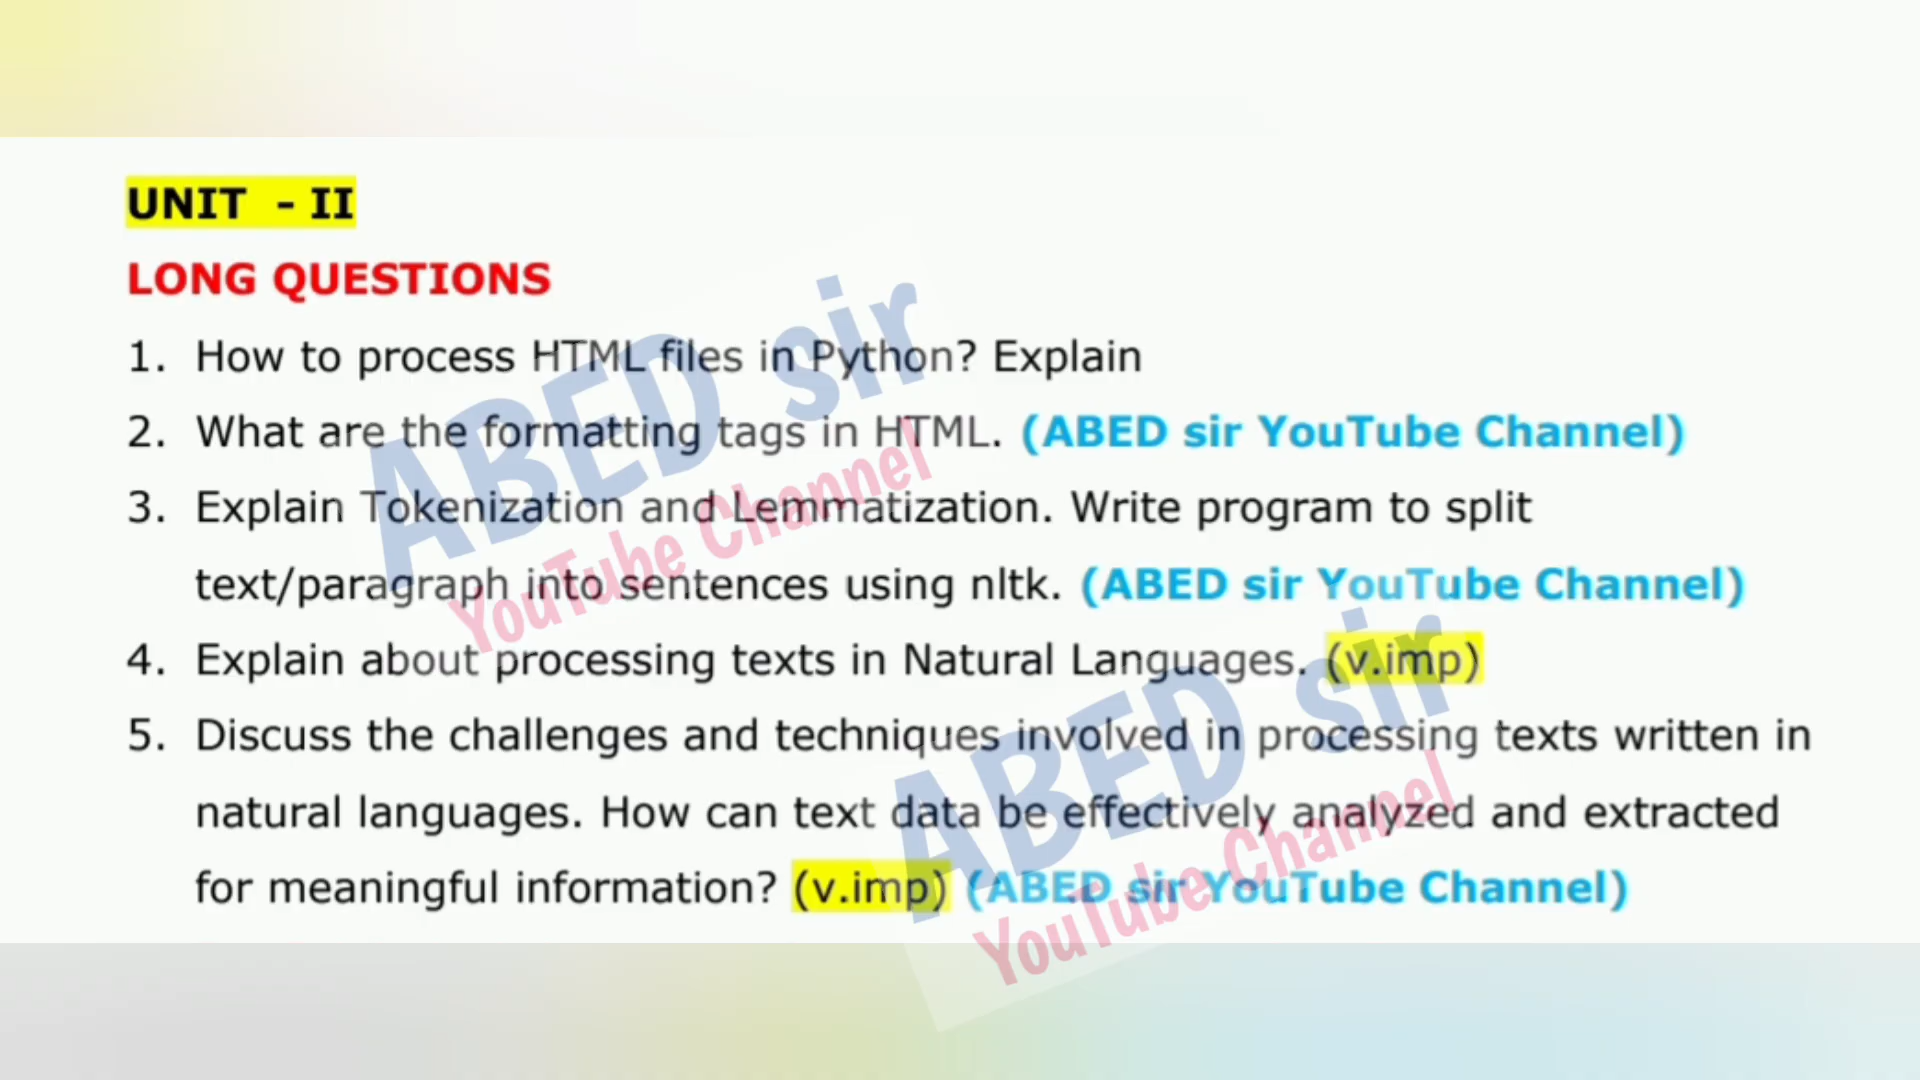 UNIT - II
LONG QUESTIONS
1. How to process HTML files in Python? Explain
2. What are the formatting tags in HTML. (ABED sir YouTube Channel)
3. Explain Tokenization and Lemmatization. Write program to split
text/paragraph into sentences using nltk. (ABED sir YouTube Channel)
4. Explain about processing texts in Natural Languages. (v.imp)
5. Discuss the challenges and techniques involved in processing texts written in
natural languages. How can text data be effectively analyzed and extracted
for meaningful information? (v.imp) (ABED sir YouTube Channel)
ABED sir
YouTube Channel
ABED sir
YouTube Channel